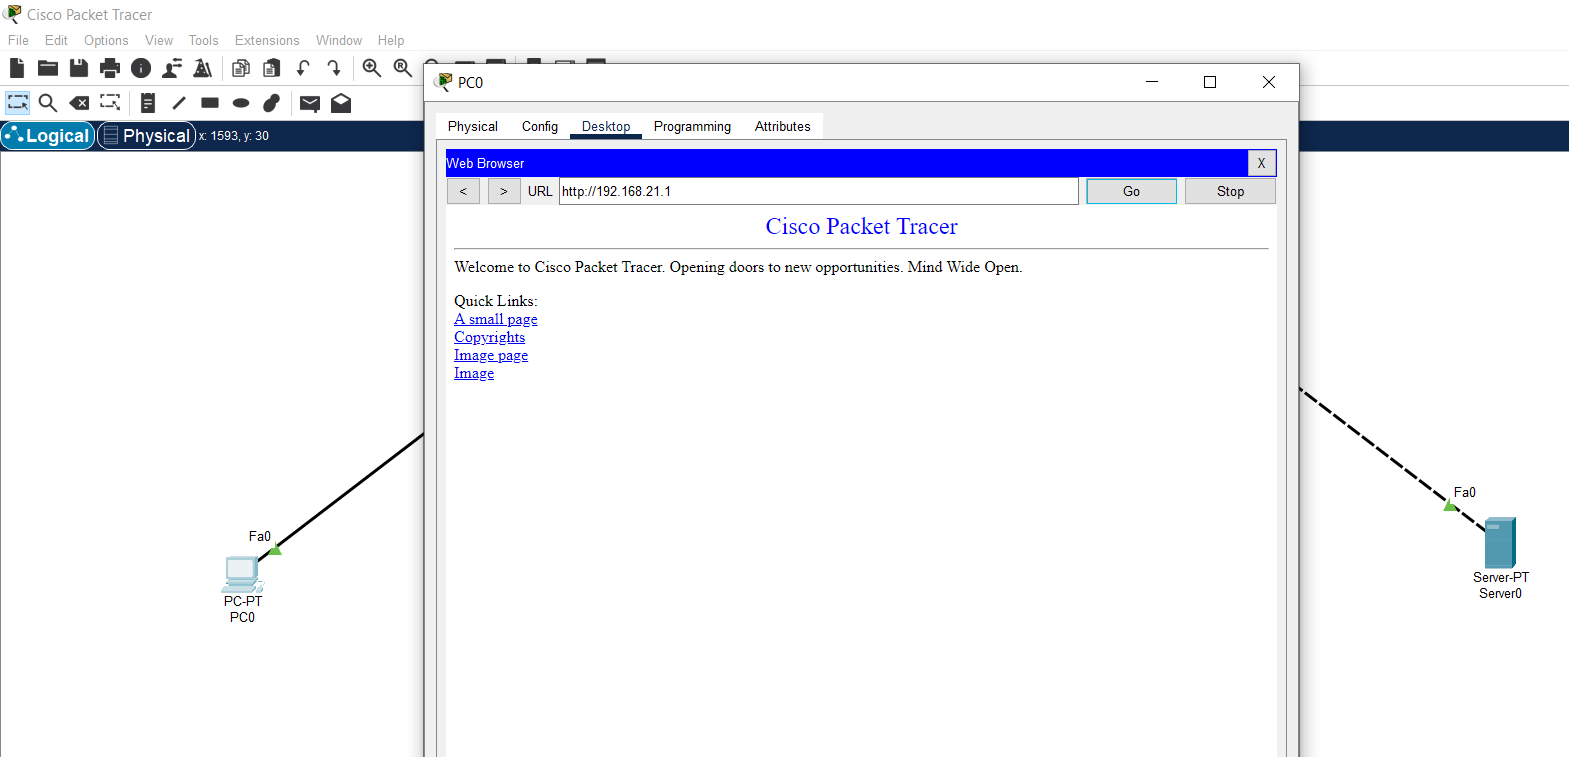 Cisco Packet Tracer
File Edit Options View Tools Extensions Window Help
PC0
Logical Physical x: 1593, y: 30
Physical Config Desktop Programming Attributes
Web Browser X
< > URL http://192.168.21.1 Go Stop
Cisco Packet Tracer
Welcome to Cisco Packet Tracer. Opening doors to new opportunities. Mind Wide Open.
Quick Links:
A small page
Copyrights
Image page
Image
Fa0
PC-PT
PC0
Fa0
Server-PT
Server0